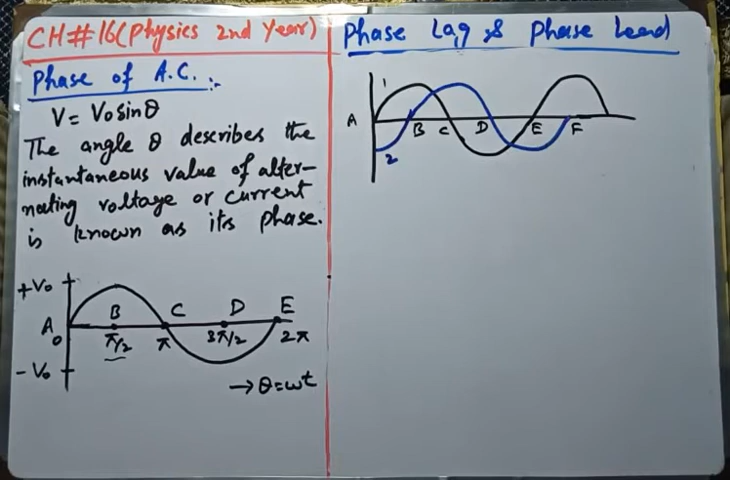 CH#16(Physics 2nd Year)
Phase of A.C.:
V = V₀sinθ
The angle θ describes the
instantaneous value of alter-
nating voltage or current
is known as its phase.
+V₀
A B C D E
0 π/2 π 3π/2 2π
-V₀
→ θ=ωt
Phase Lag & Phase Lead
1
A B C D E F
2